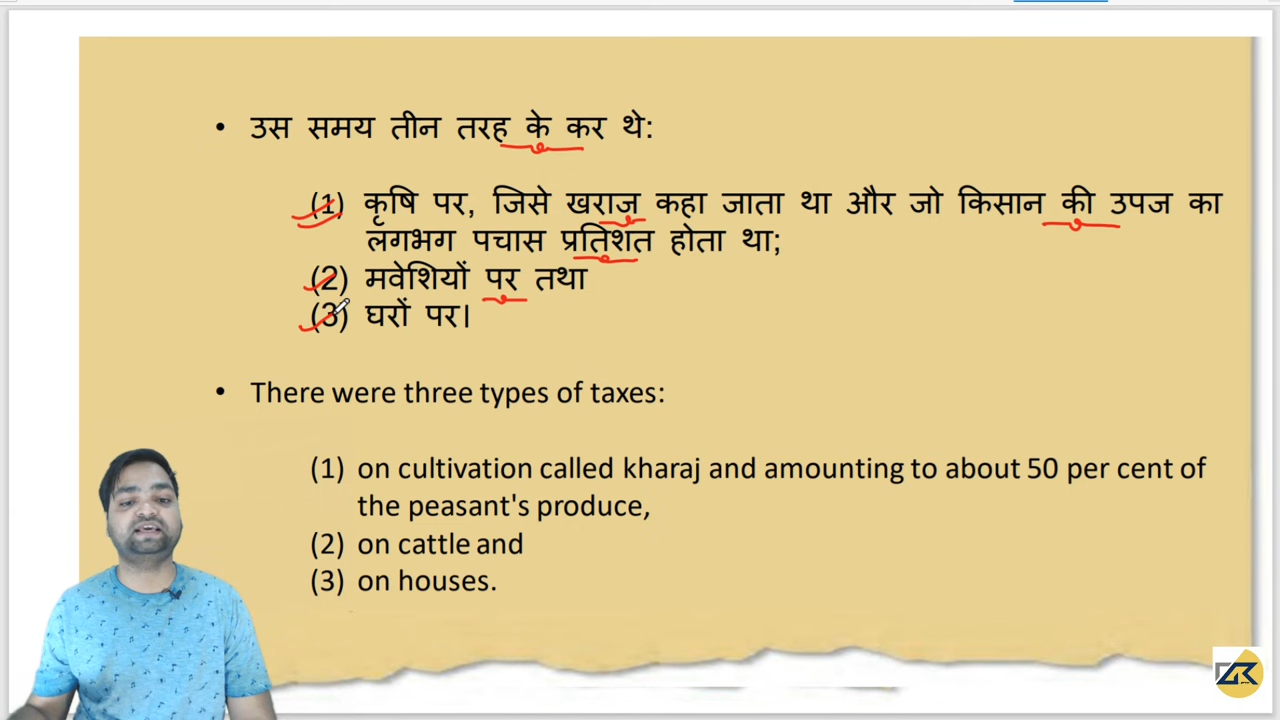 • उस समय तीन तरह के कर थे:
(1) कृषि पर, जिसे खराज कहा जाता था और जो किसान की उपज का
लगभग पचास प्रतिशत होता था;
(2) मवेशियों पर तथा
(3) घरों पर।
• There were three types of taxes:
(1) on cultivation called kharaj and amounting to about 50 per cent of
the peasant's produce,
(2) on cattle and
(3) on houses.